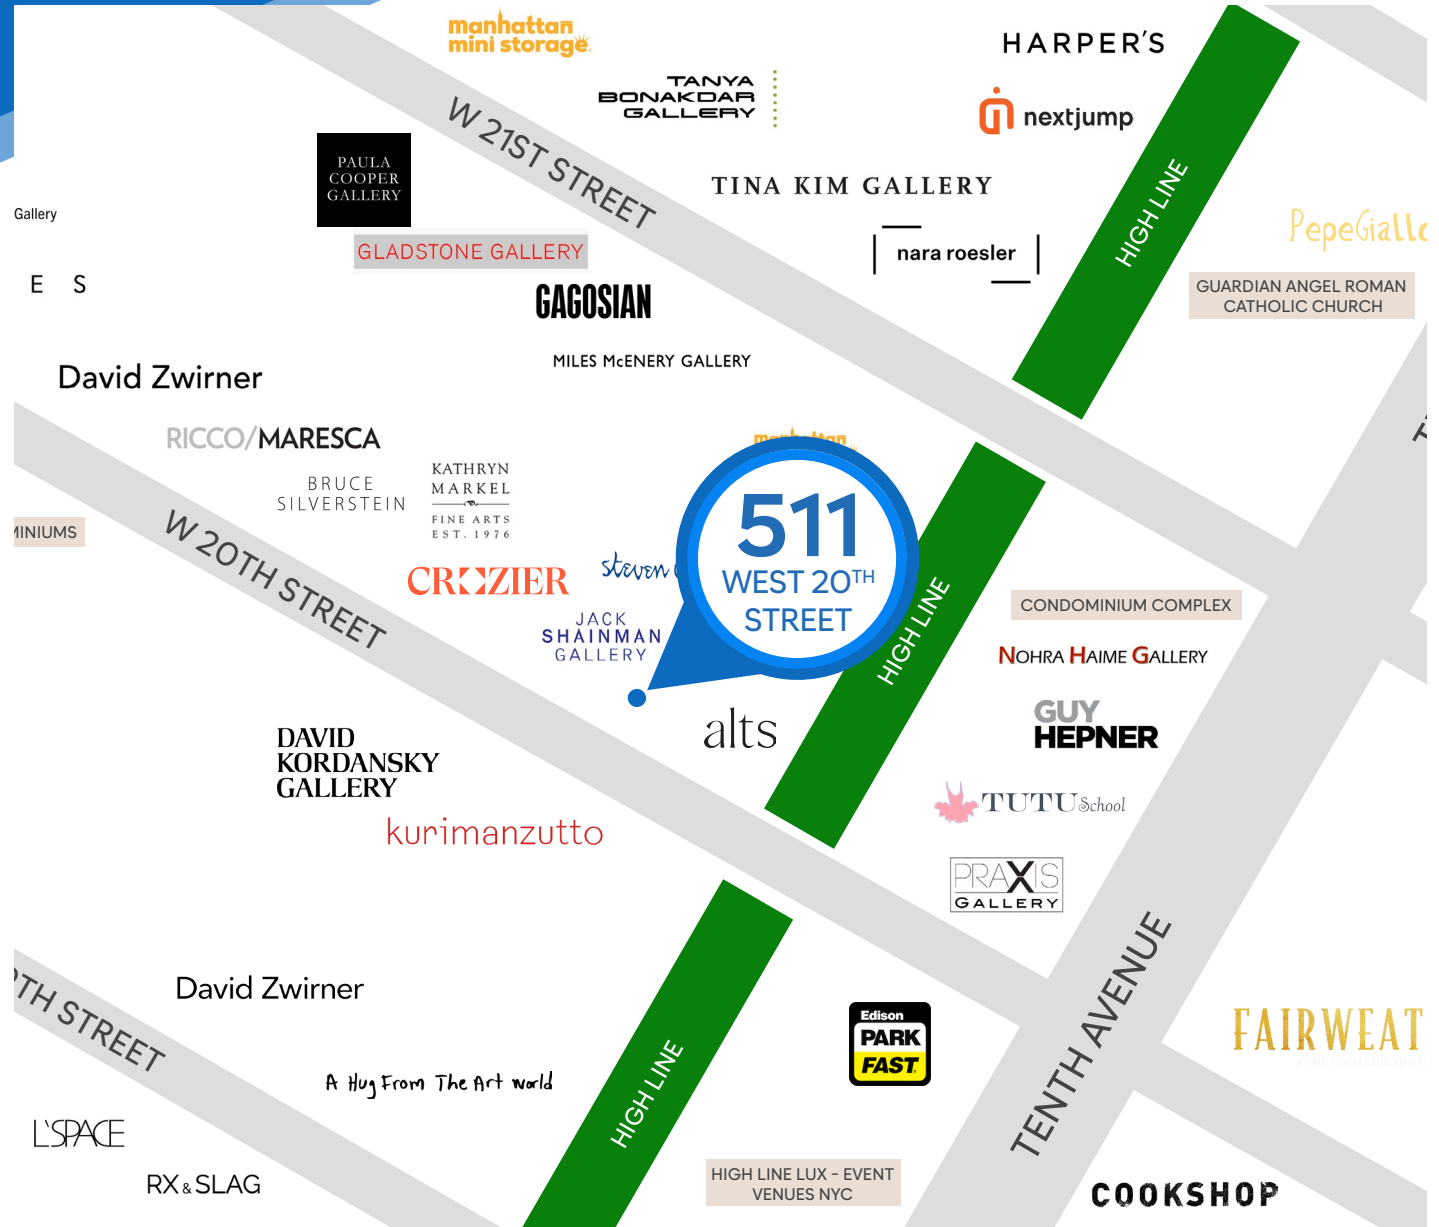 manhattan
mini storage
HARPER'S
TANYA
BONAKDAR
GALLERY
nextjump
W 21ST STREET
PAULA
COOPER
GALLERY
TINA KIM GALLERY
HIGH LINE
Gallery
PepeGiallo
GLADSTONE GALLERY
nara roesler
E S
GAGOSIAN
GUARDIAN ANGEL ROMAN
CATHOLIC CHURCH
MILES McENERY GALLERY
David Zwirner
RICCO/MARESCA
manhattan
BRUCE
SILVERSTEIN
KATHRYN
MARKEL
FINE ARTS
EST. 1976
511
WEST 20TH
STREET
MINIUMS
W 20TH STREET
CROZIER
steven
HIGH LINE
CONDOMINIUM COMPLEX
JACK
SHAINMAN
GALLERY
NOHRA HAIME GALLERY
alts
GUY
HEPNER
DAVID
KORDANSKY
GALLERY
TUTU School
kurimanzutto
PRAXIS
GALLERY
TENTH AVENUE
David Zwirner
TH STREET
Edison
PARK
FAST
FAIRWEAT
HIGH LINE
A Hug From The Art World
L'SPACE
RX & SLAG
HIGH LINE LUX - EVENT
VENUES NYC
COOKSHOP